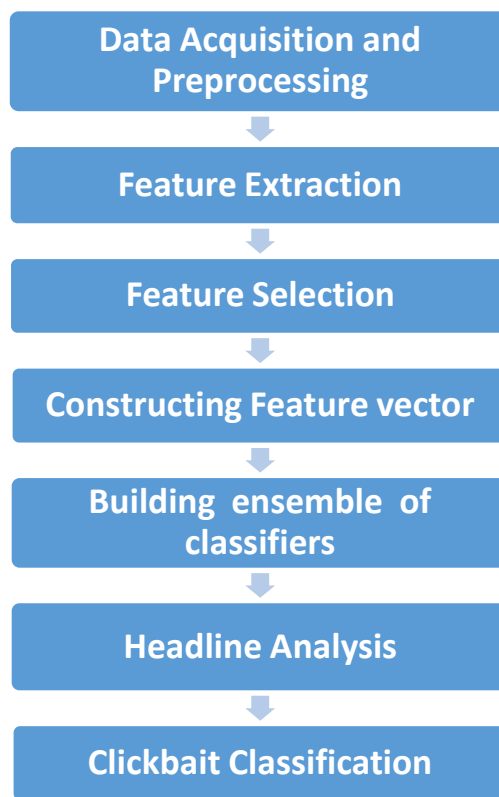 Data Acquisition and
Preprocessing
Feature Extraction
Feature Selection
Constructing Feature vector
Building ensemble of
classifiers
Headline Analysis
Clickbait Classification